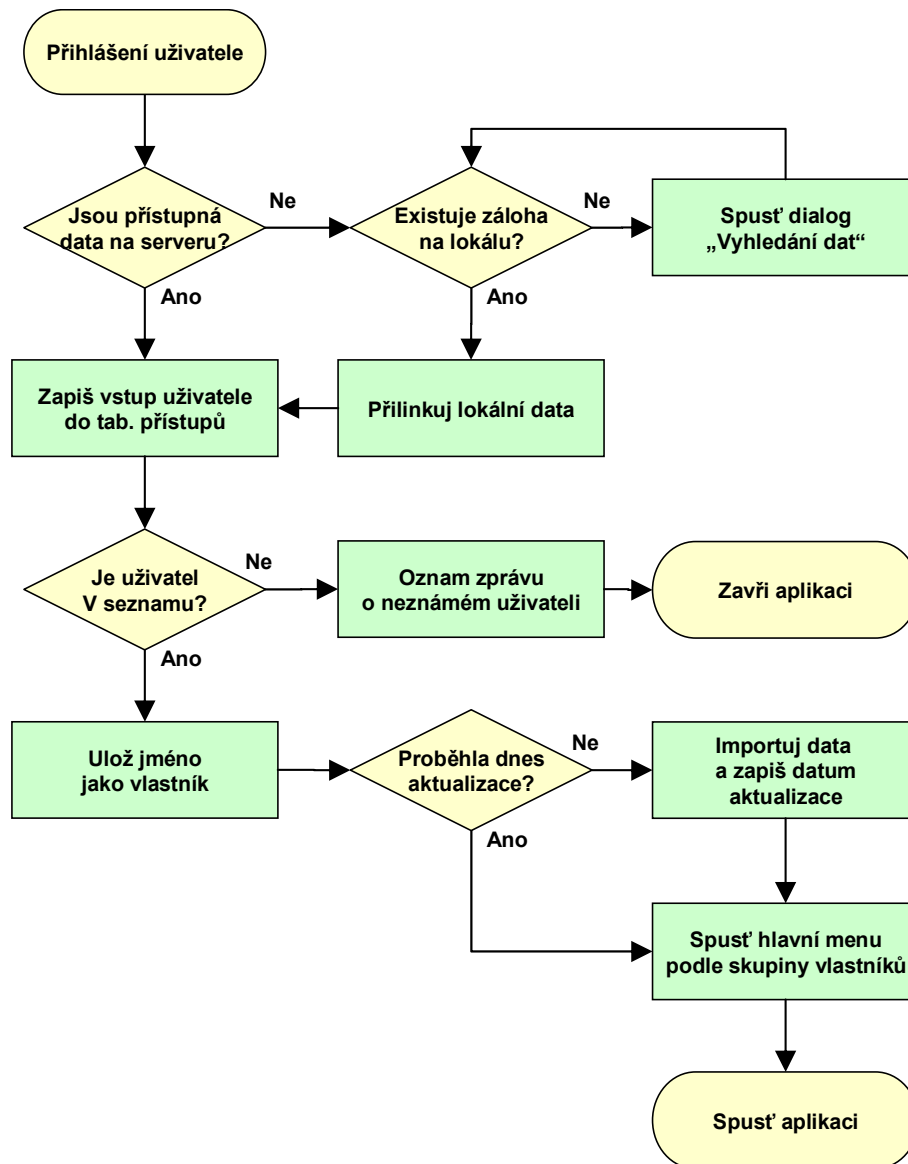 Přihlášení uživatele
Jsou přístupná
data na serveru?
Ne
Existuje záloha
na lokálu?
Ne
Spusť dialog
„Vyhledání dat“
Ano
Ano
Zapiš vstup uživatele
do tab. přístupů
Přilinkuj lokální data
Je uživatel
V seznamu?
Ne
Oznam zprávu
o neznámém uživateli
Zavři aplikaci
Ano
Ulož jméno
jako vlastník
Proběhla dnes
aktualizace?
Ne
Importuj data
a zapiš datum
aktualizace
Ano
Spusť hlavní menu
podle skupiny vlastníků
Spusť aplikaci